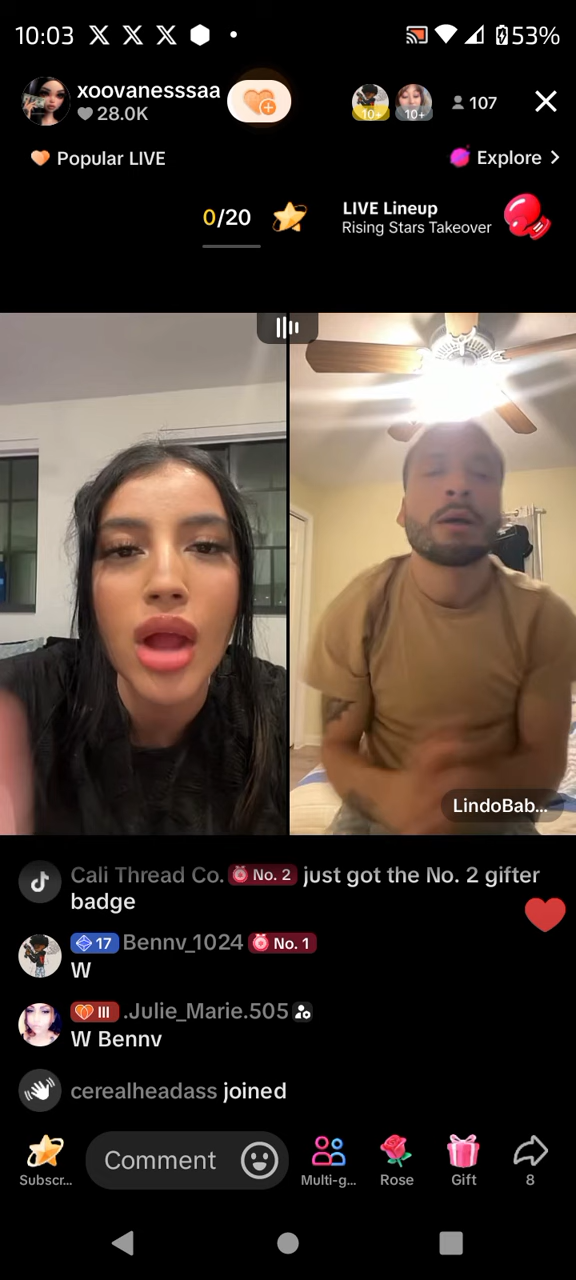 10:03 X X X 53%
xoovanesssaa
28.0K
10+ 10+ 107
Popular LIVE Explore >
0/20 LIVE Lineup
Rising Stars Takeover
LindoBab...
Cali Thread Co. No. 2 just got the No. 2 gifter
badge
17 Bennv_1024 No. 1
W
III .Julie_Marie.505
W Bennv
cerealheadass joined
Comment
Subscr... Multi-g... Rose Gift 8